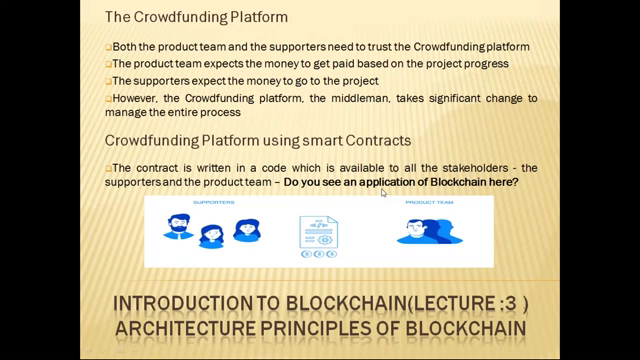 The Crowdfunding Platform
Both the product team and the supporters need to trust the Crowdfunding platform
The product team expects the money to get paid based on the project progress
The supporters expect the money to go to the project
However, the Crowdfunding platform, the middleman, takes significant change to
manage the entire process
Crowdfunding Platform using smart Contracts
The contract is written in a code which is available to all the stakeholders - the
supporters and the product team – Do you see an application of Blockchain here?
SUPPORTERS
PRODUCT TEAM
INTRODUCTION TO BLOCKCHAIN(LECTURE :3 )
ARCHITECTURE PRINCIPLES OF BLOCKCHAIN